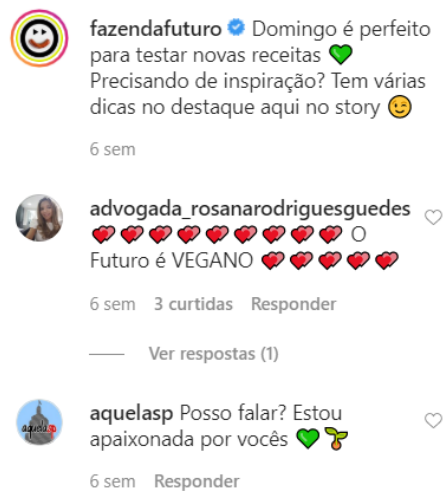 fazendafuturo Domingo é perfeito
para testar novas receitas 💚
Precisando de inspiração? Tem várias
dicas no destaque aqui no story 😉
6 sem
advogada_rosanarodriguesguedes
💕💕💕💕💕💕💕💕💕 O
Futuro é VEGANO 💕💕💕💕💕
6 sem 3 curtidas Responder
Ver respostas (1)
aquela.sp
aquelasp Posso falar? Estou
apaixonada por vocês 💚🌱
6 sem Responder